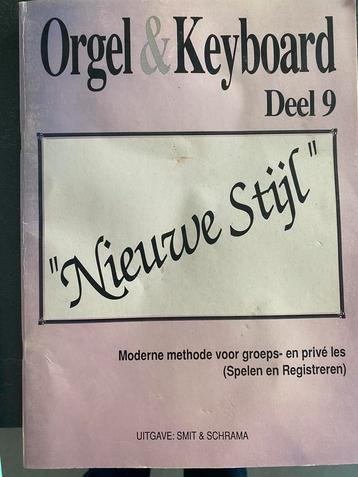 Orgel & Keyboard
Deel 9
"Nieuwe Stijl"
Moderne methode voor groeps- en privé les
(Spelen en Registreren)
UITGAVE: SMIT & SCHRAMA